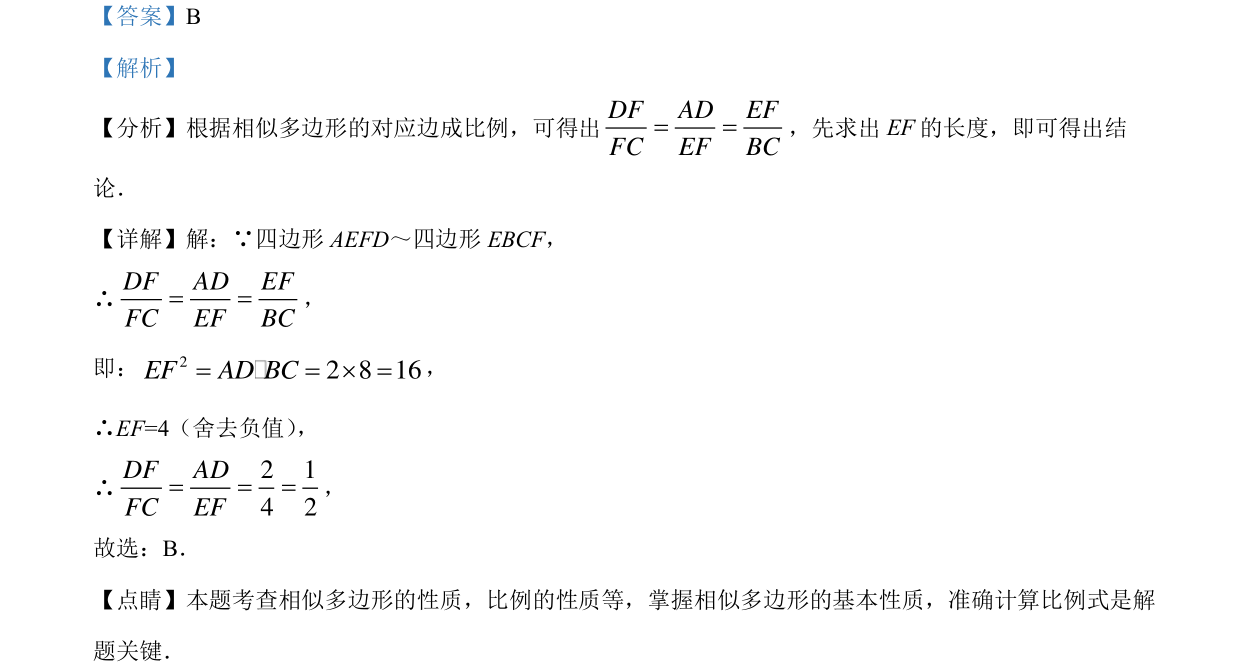 【答案】B
【解析】
【分析】根据相似多边形的对应边成比例，可得出 DF/FC = AD/EF = EF/BC，先求出 EF 的长度，即可得出结
论．
【详解】解：∵四边形 AEFD～四边形 EBCF，
∴ DF/FC = AD/EF = EF/BC，
即：EF² = AD□BC = 2×8 = 16，
∴EF=4（舍去负值），
∴ DF/FC = AD/EF = 2/4 = 1/2，
故选：B．
【点睛】本题考查相似多边形的性质，比例的性质等，掌握相似多边形的基本性质，准确计算比例式是解
题关键．